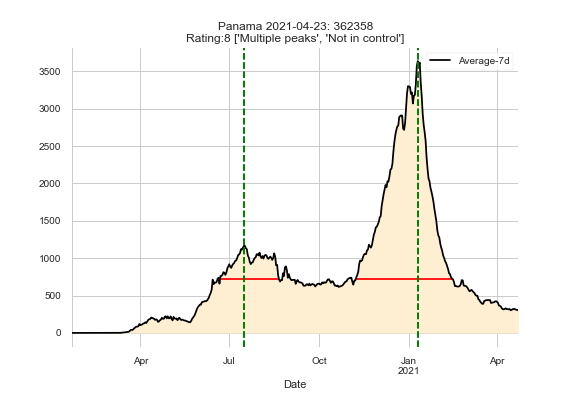 Panama 2021-04-23: 362358
Rating:8 ['Multiple peaks', 'Not in control']
Average-7d
3500
3000
2500
2000
1500
1000
500
0
Apr
Jul
Oct
Jan
2021
Apr
Date